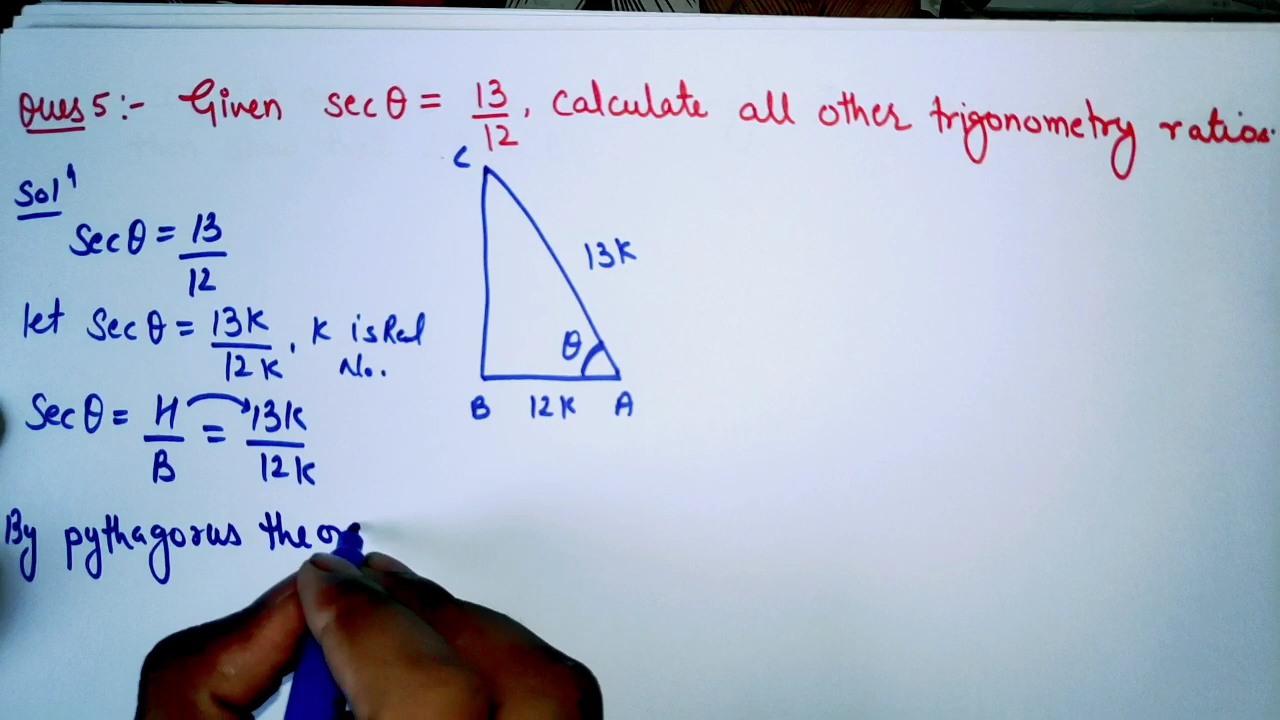 Ques 5:- Given sec θ = 13/12, calculate all other trigonometry ratios.
Sol^n
Sec θ = 13/12
let Sec θ = 13K/12K, K is Real No.
Sec θ = H/B = 13K/12K
By pythagorus theor
C
13K
θ
B 12K A